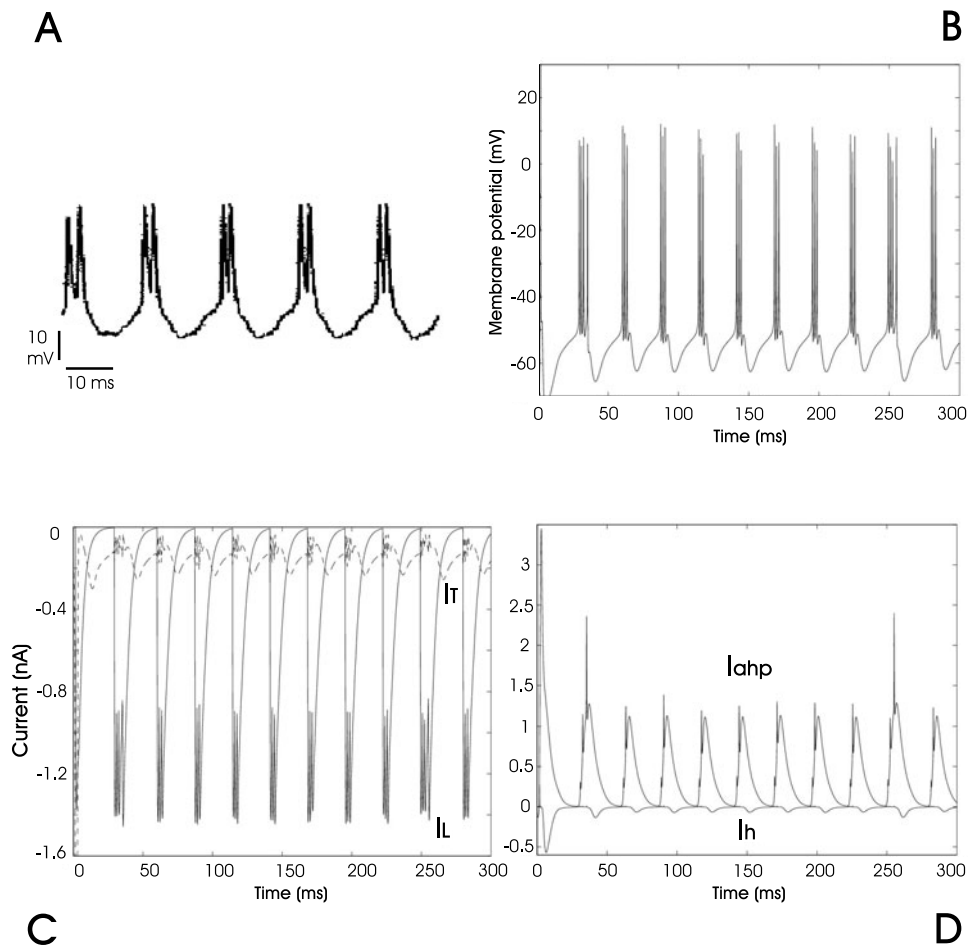 A
B
10
mV
10 ms
Membrane potential (mV)
20
0
-20
-40
-60
0
50
100
150
200
250
300
Time (ms)
Current (nA)
0
-0.4
-0.8
-1.2
-1.6
IT
IL
0
50
100
150
200
250
300
Time (ms)
3
2.5
2
1.5
1
0.5
0
-0.5
Iahp
Ih
0
50
100
150
200
250
300
Time (ms)
C
D